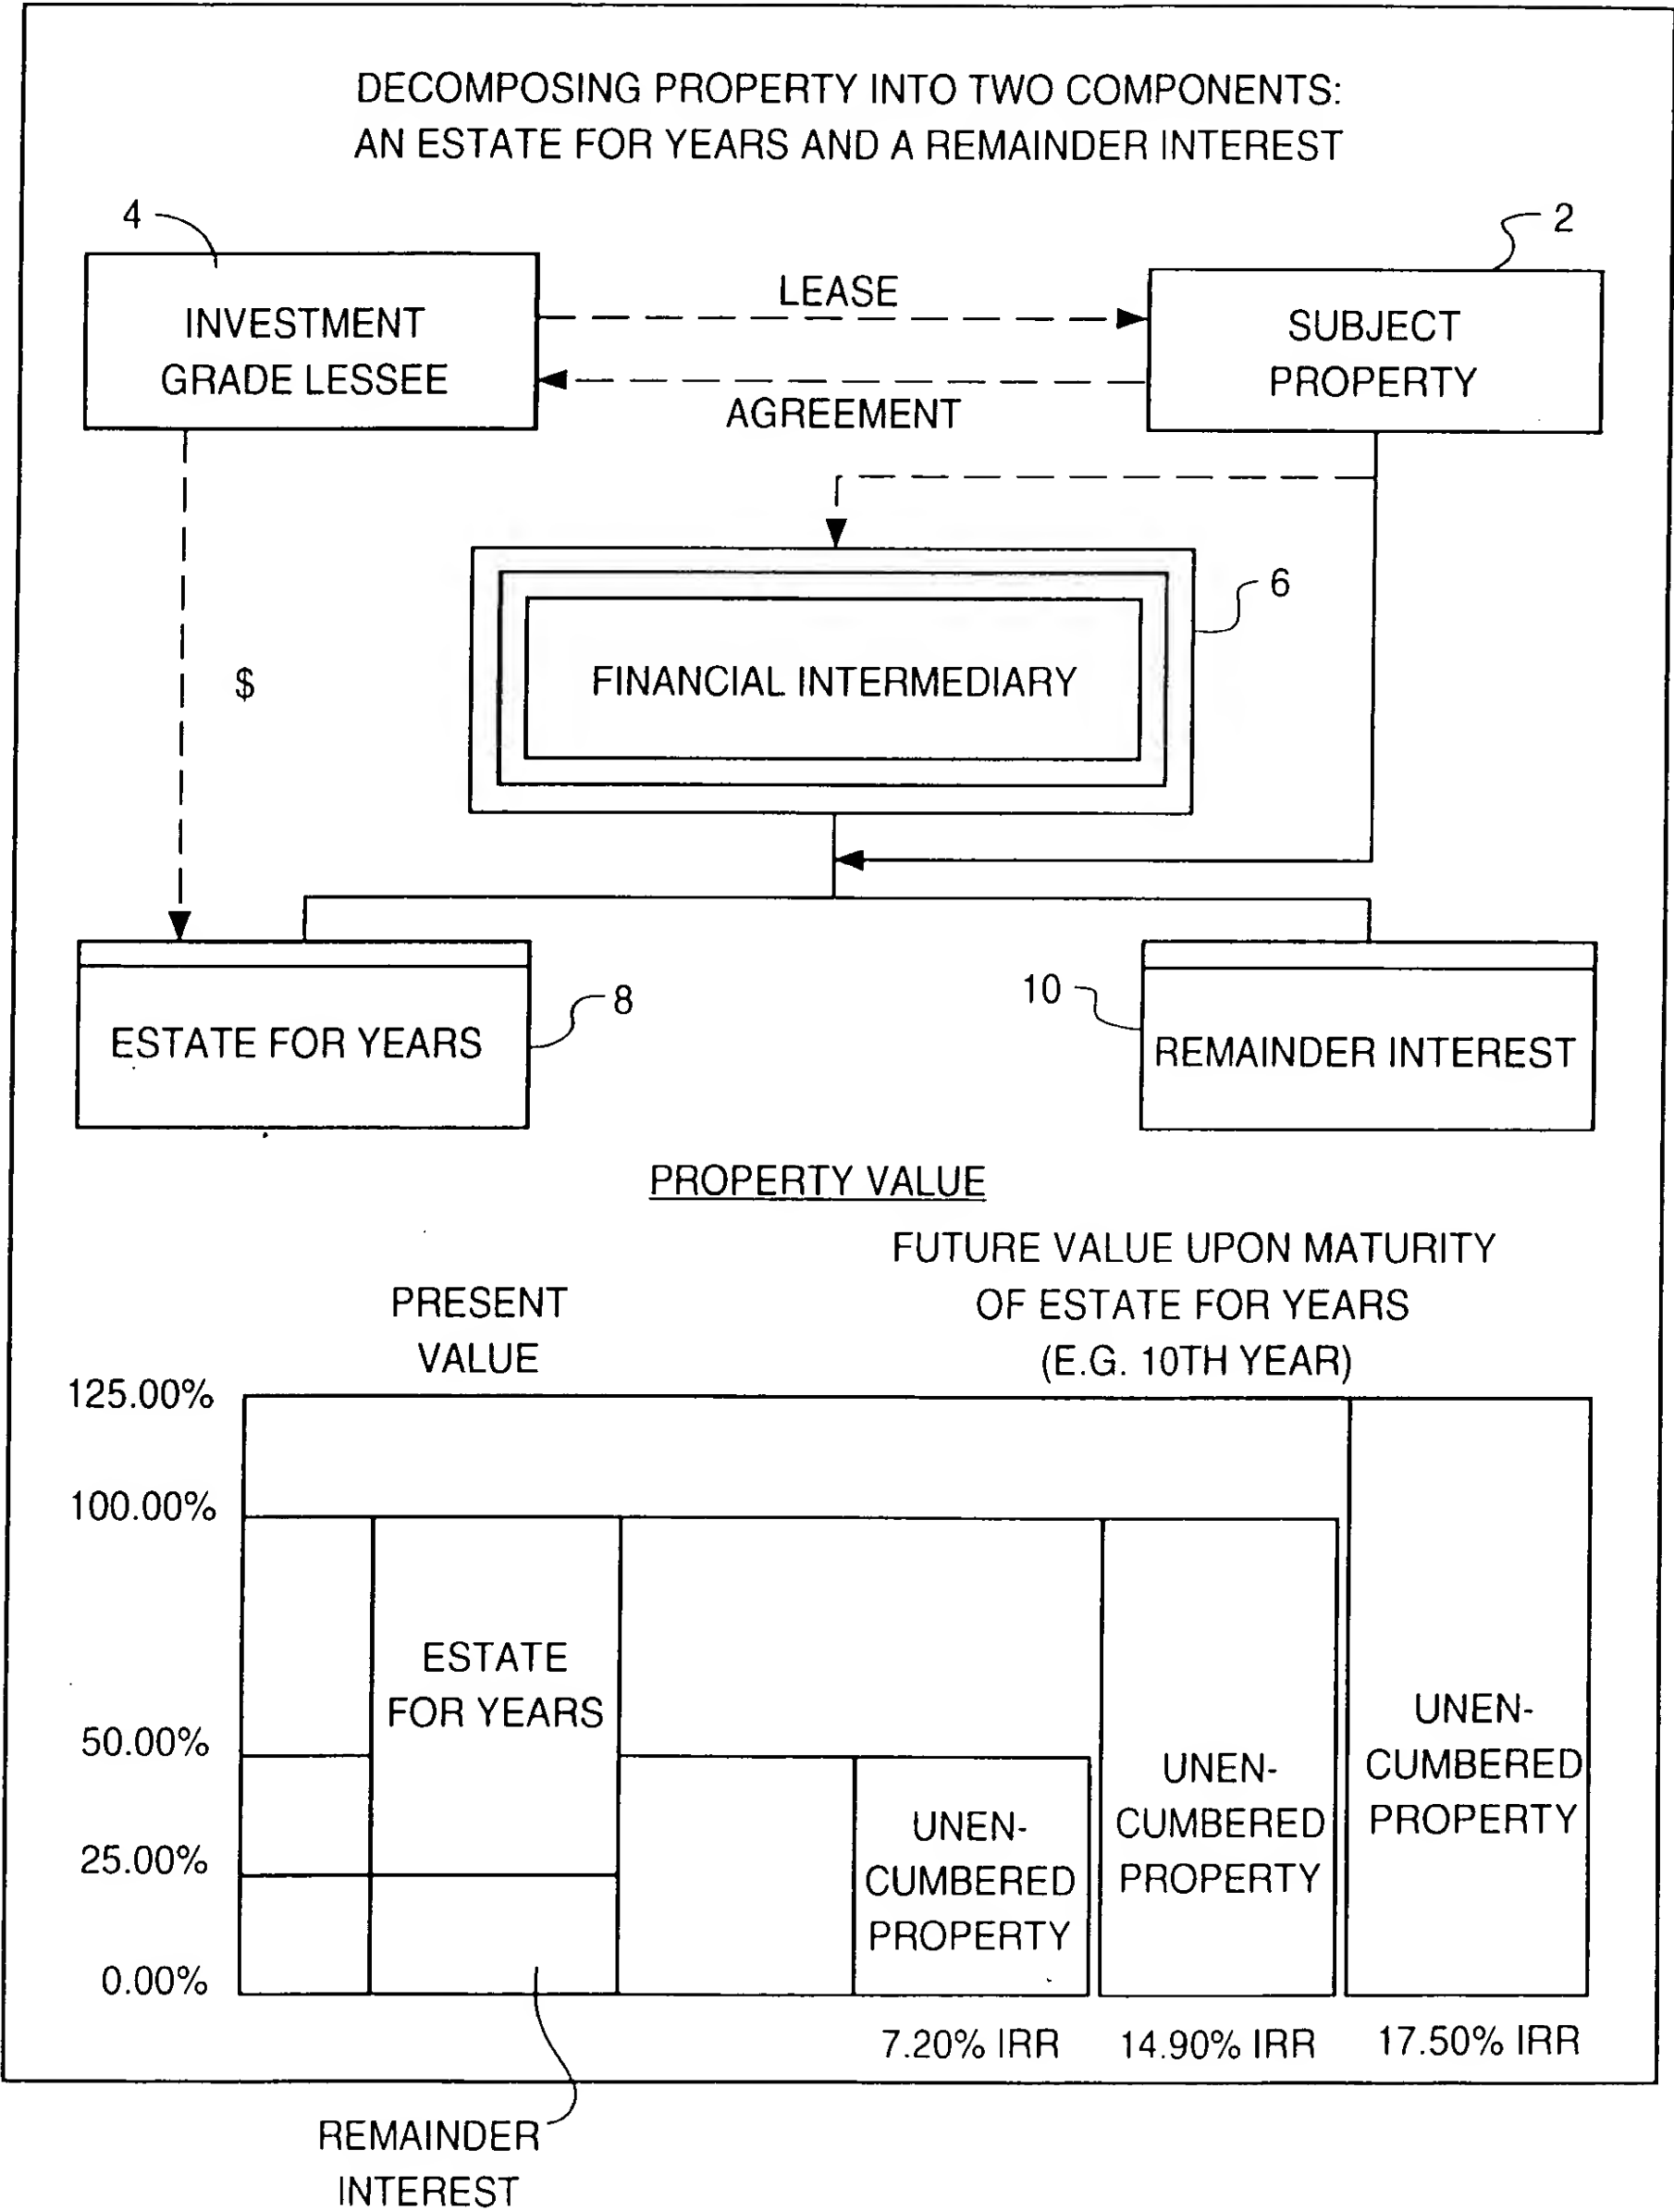 DECOMPOSING PROPERTY INTO TWO COMPONENTS:
AN ESTATE FOR YEARS AND A REMAINDER INTEREST
4
2
INVESTMENT
GRADE LESSEE
LEASE
AGREEMENT
SUBJECT
PROPERTY
$
6
FINANCIAL INTERMEDIARY
8
ESTATE FOR YEARS
10
REMAINDER INTEREST
PROPERTY VALUE
PRESENT
VALUE
FUTURE VALUE UPON MATURITY
OF ESTATE FOR YEARS
(E.G. 10TH YEAR)
125.00%
100.00%
50.00%
25.00%
0.00%
ESTATE
FOR YEARS
UNEN-
CUMBERED
PROPERTY
UNEN-
CUMBERED
PROPERTY
UNEN-
CUMBERED
PROPERTY
7.20% IRR
14.90% IRR
17.50% IRR
REMAINDER
INTEREST